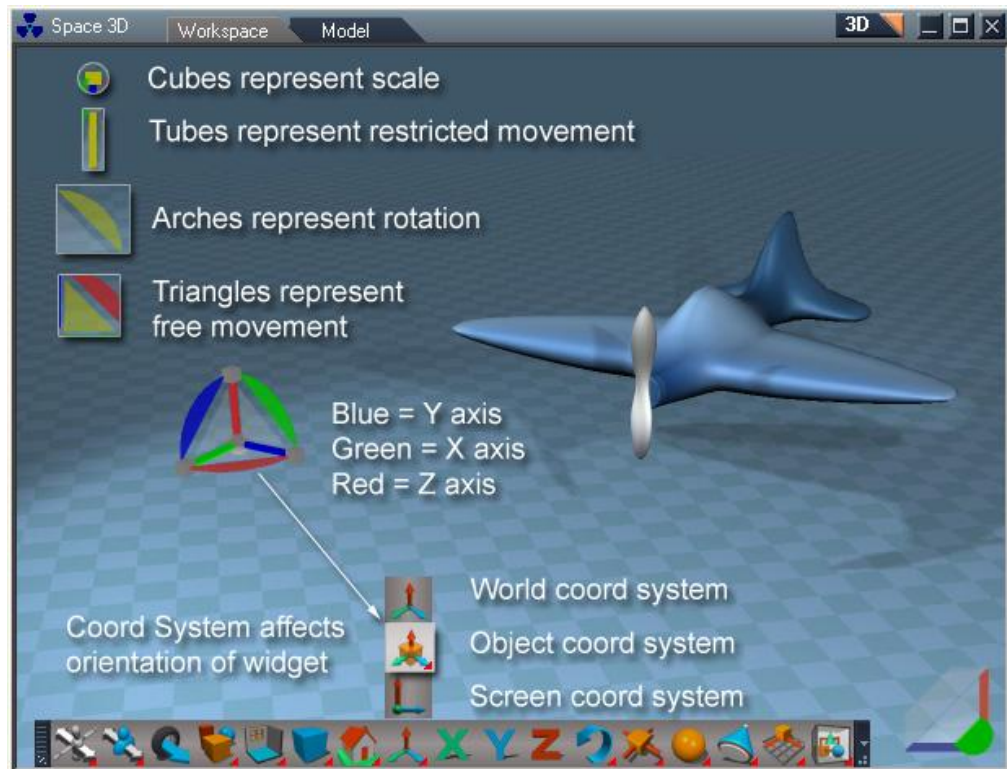 Space 3D
Workspace
Model
3D
Cubes represent scale
Tubes represent restricted movement
Arches represent rotation
Triangles represent
free movement
Blue = Y axis
Green = X axis
Red = Z axis
World coord system
Coord System affects
orientation of widget
Object coord system
Screen coord system
X Y Z